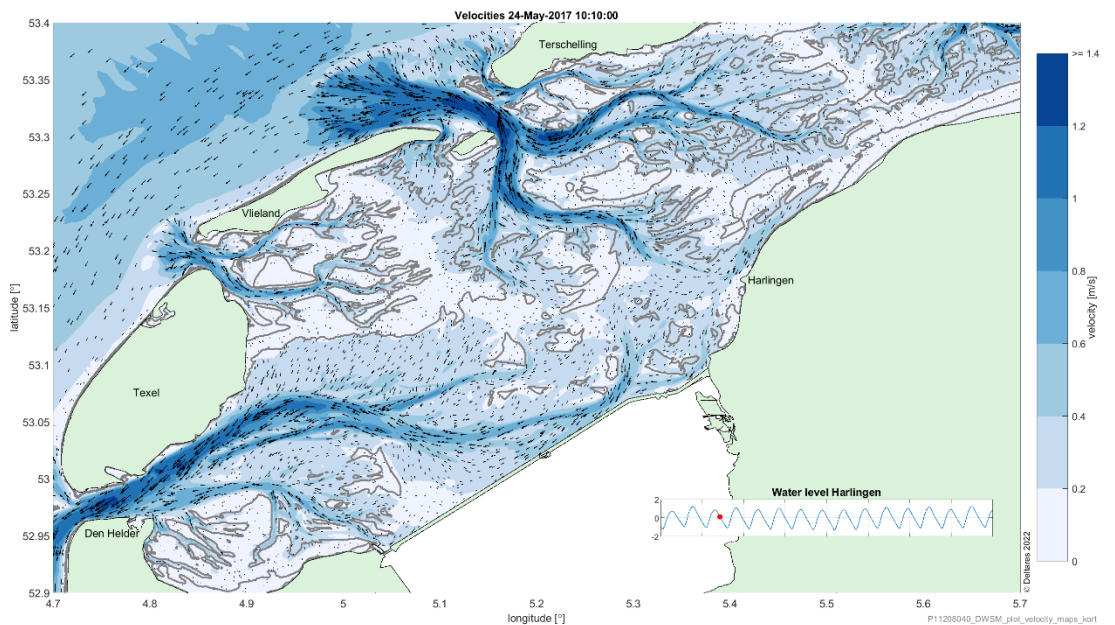 Velocities 24-May-2017 10:10:00
53.4
53.35
53.3
53.25
53.2
53.15
53.1
53.05
53
52.95
52.9
latitude [°]
4.7 4.8 4.9 5 5.1 5.2 5.3 5.4 5.5 5.6 5.7
longitude [°]
Terschelling
Vlieland
Harlingen
Texel
Den Helder
Water level Harlingen
2
0
-2
© Deltares 2022
>= 1.4
1.2
1
0.8
0.6
0.4
0.2
0
velocity [m/s]
P11208040_DWSM_plot_velocity_maps_kort